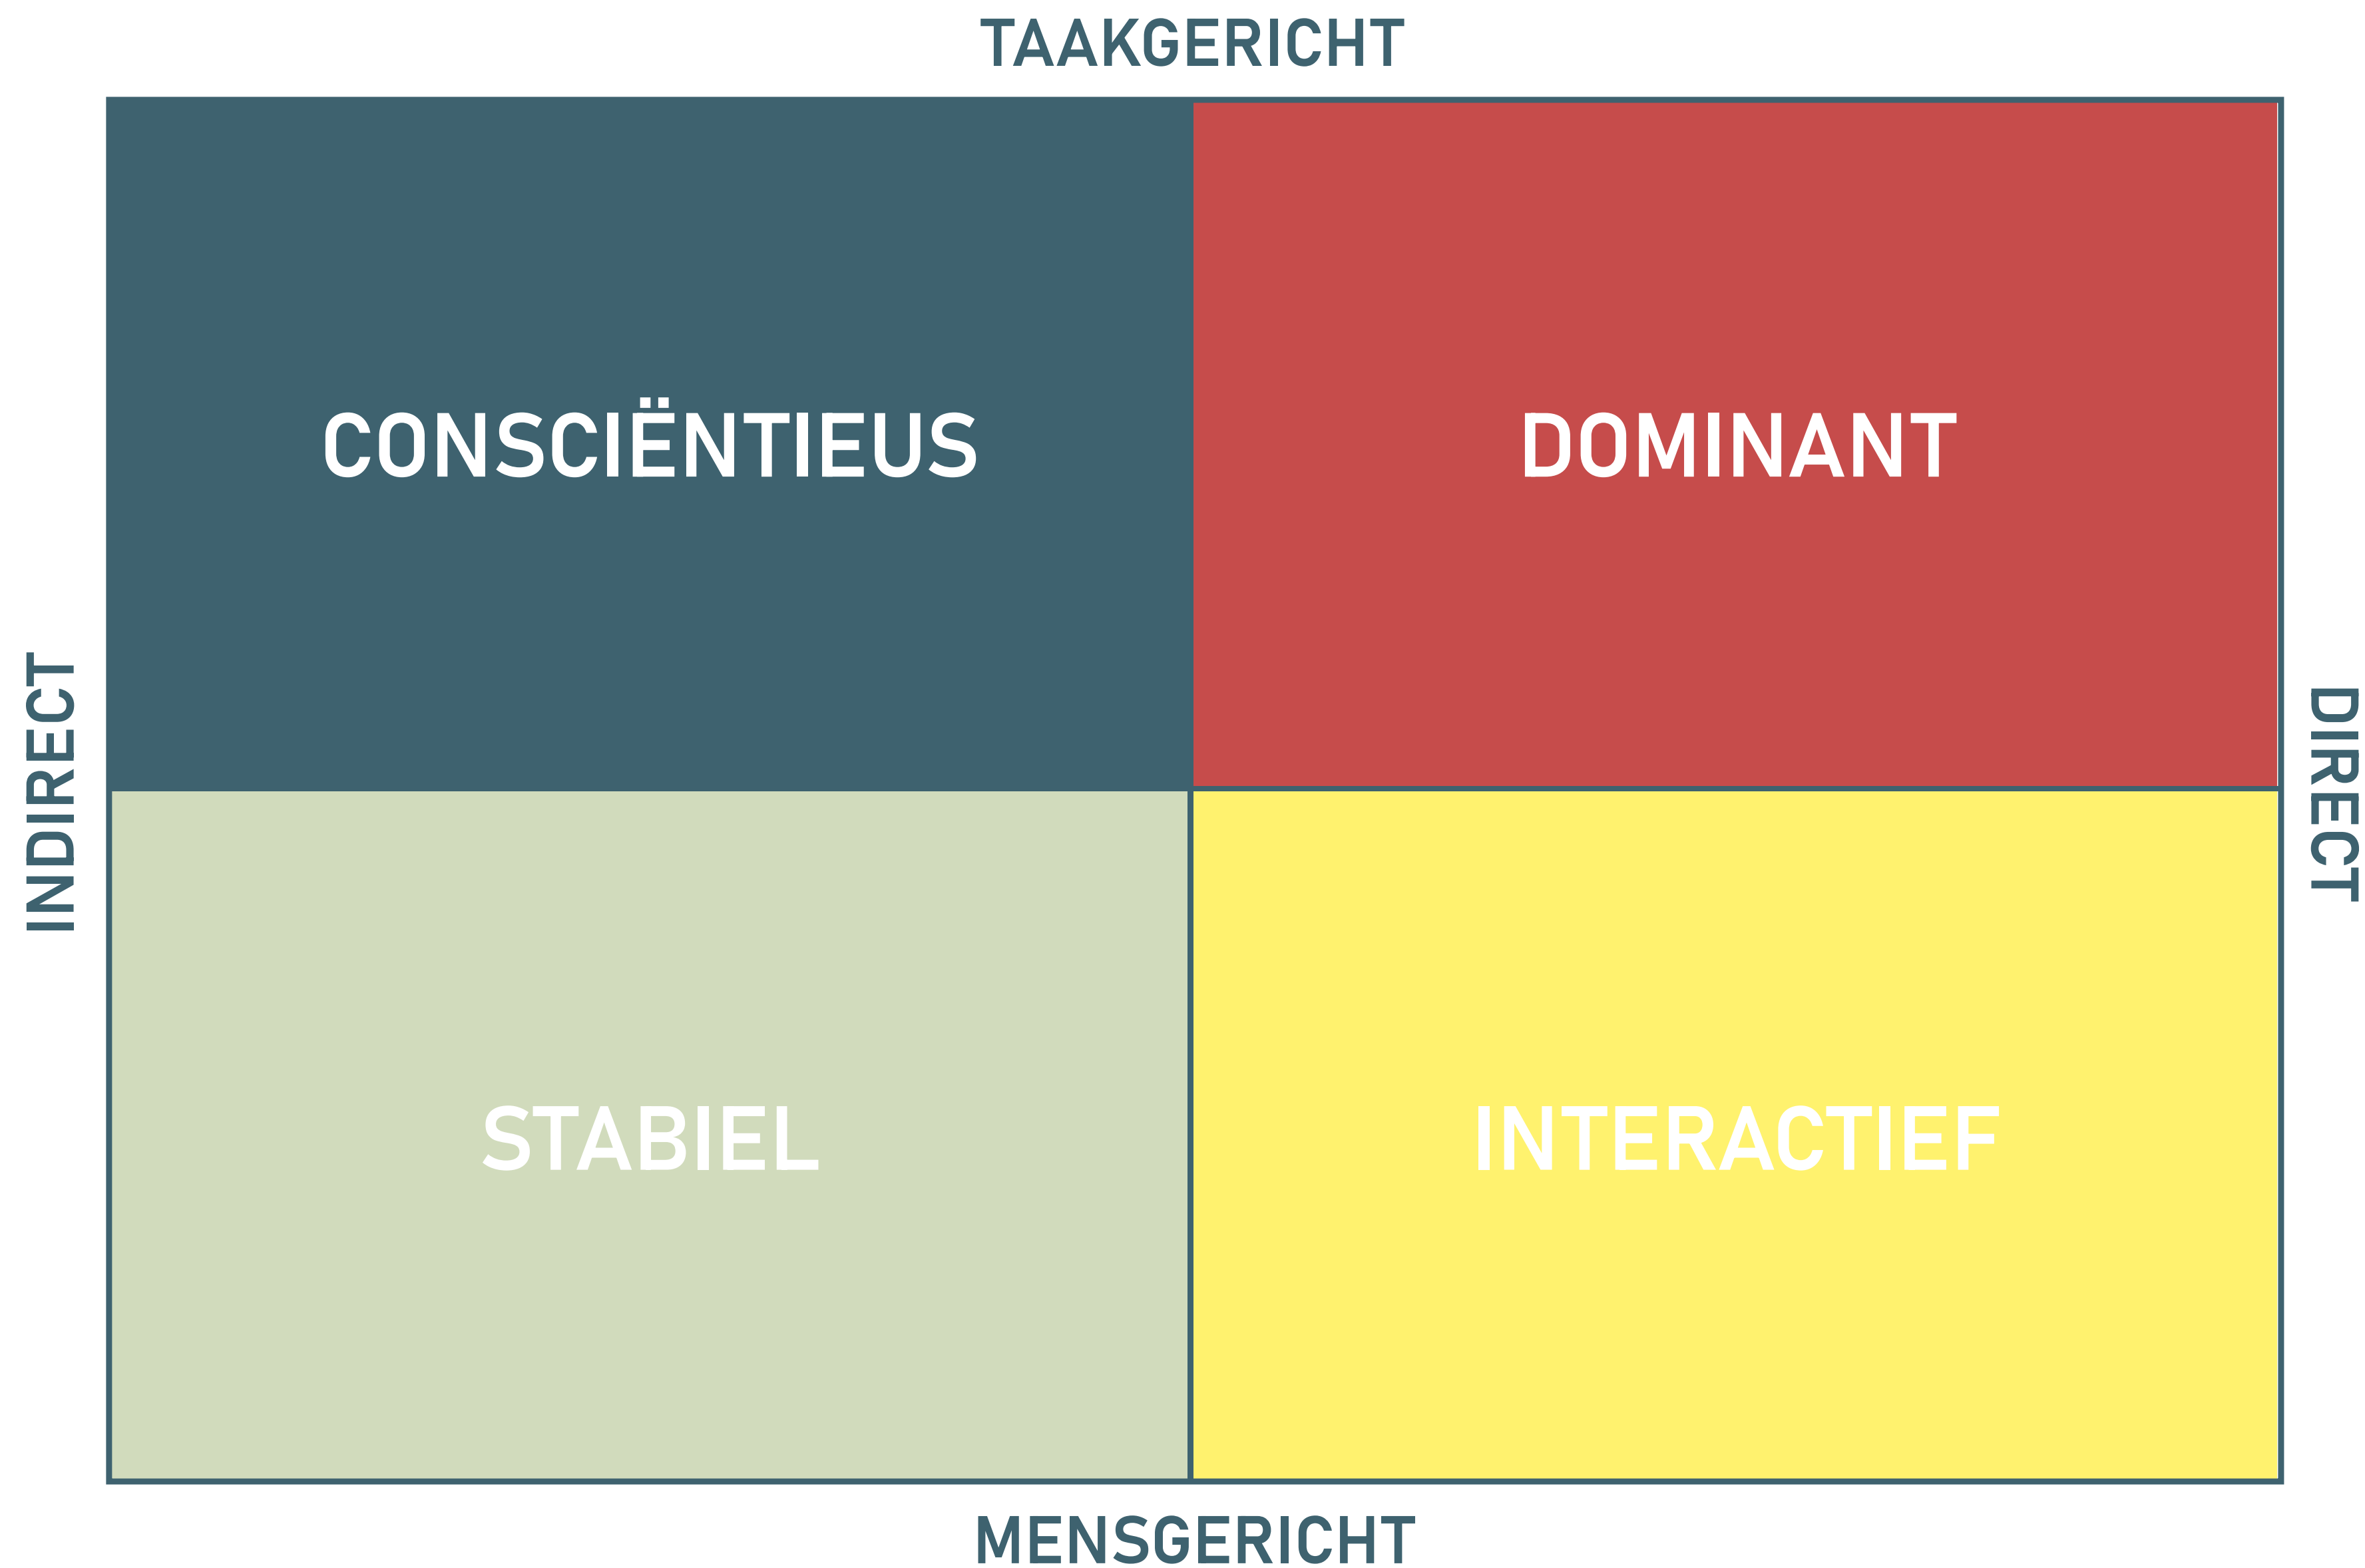 TAAKGERICHT
CONSCIËNTIEUS
DOMINANT
INDIRECT
DIRECT
STABIEL
INTERACTIEF
MENSGERICHT